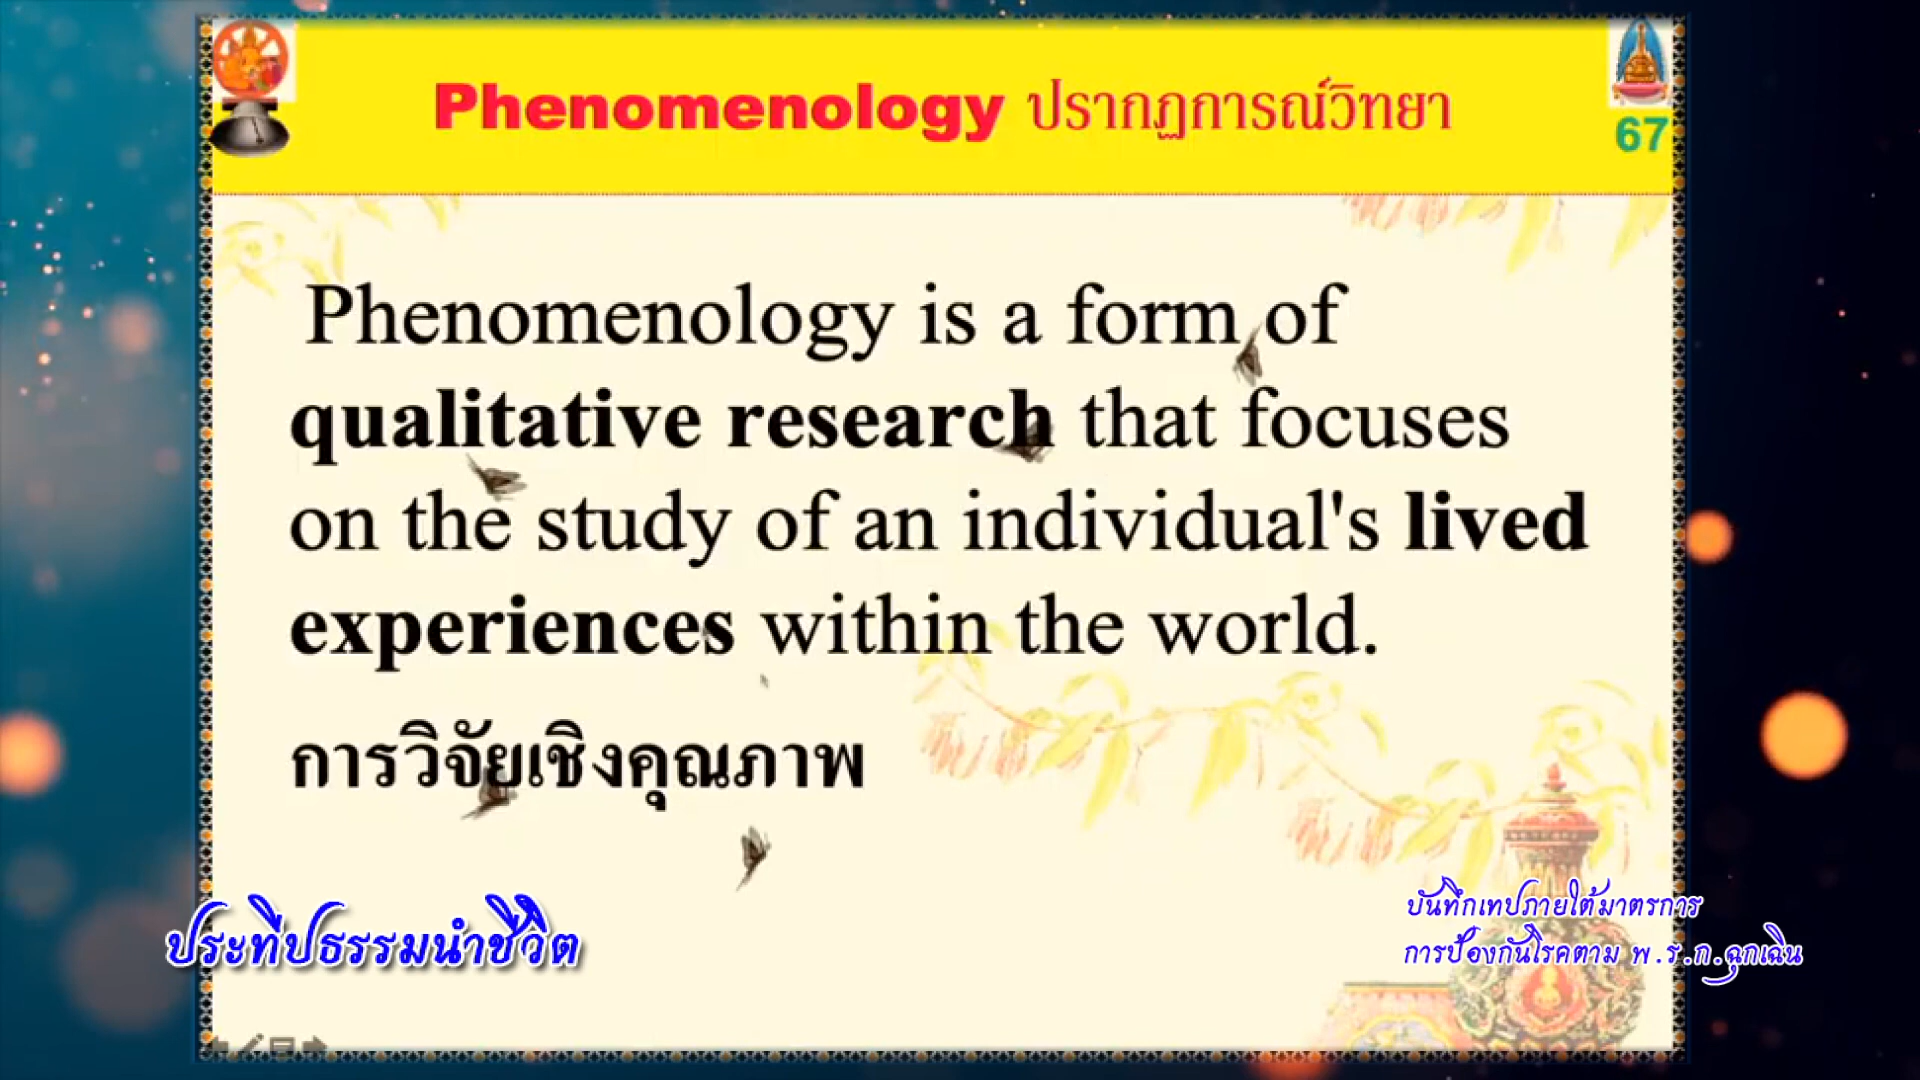 Phenomenology ปรากฏการณ์วิทยา
67
Phenomenology is a form of
qualitative research that focuses
on the study of an individual's lived
experiences within the world.
การวิจัยเชิงคุณภาพ
ประทีปธรรมนำชีวิต
บันทึกเทปภายใต้มาตรการ
การป้องกันโรคตาม พ.ร.ก.ฉุกเฉิน